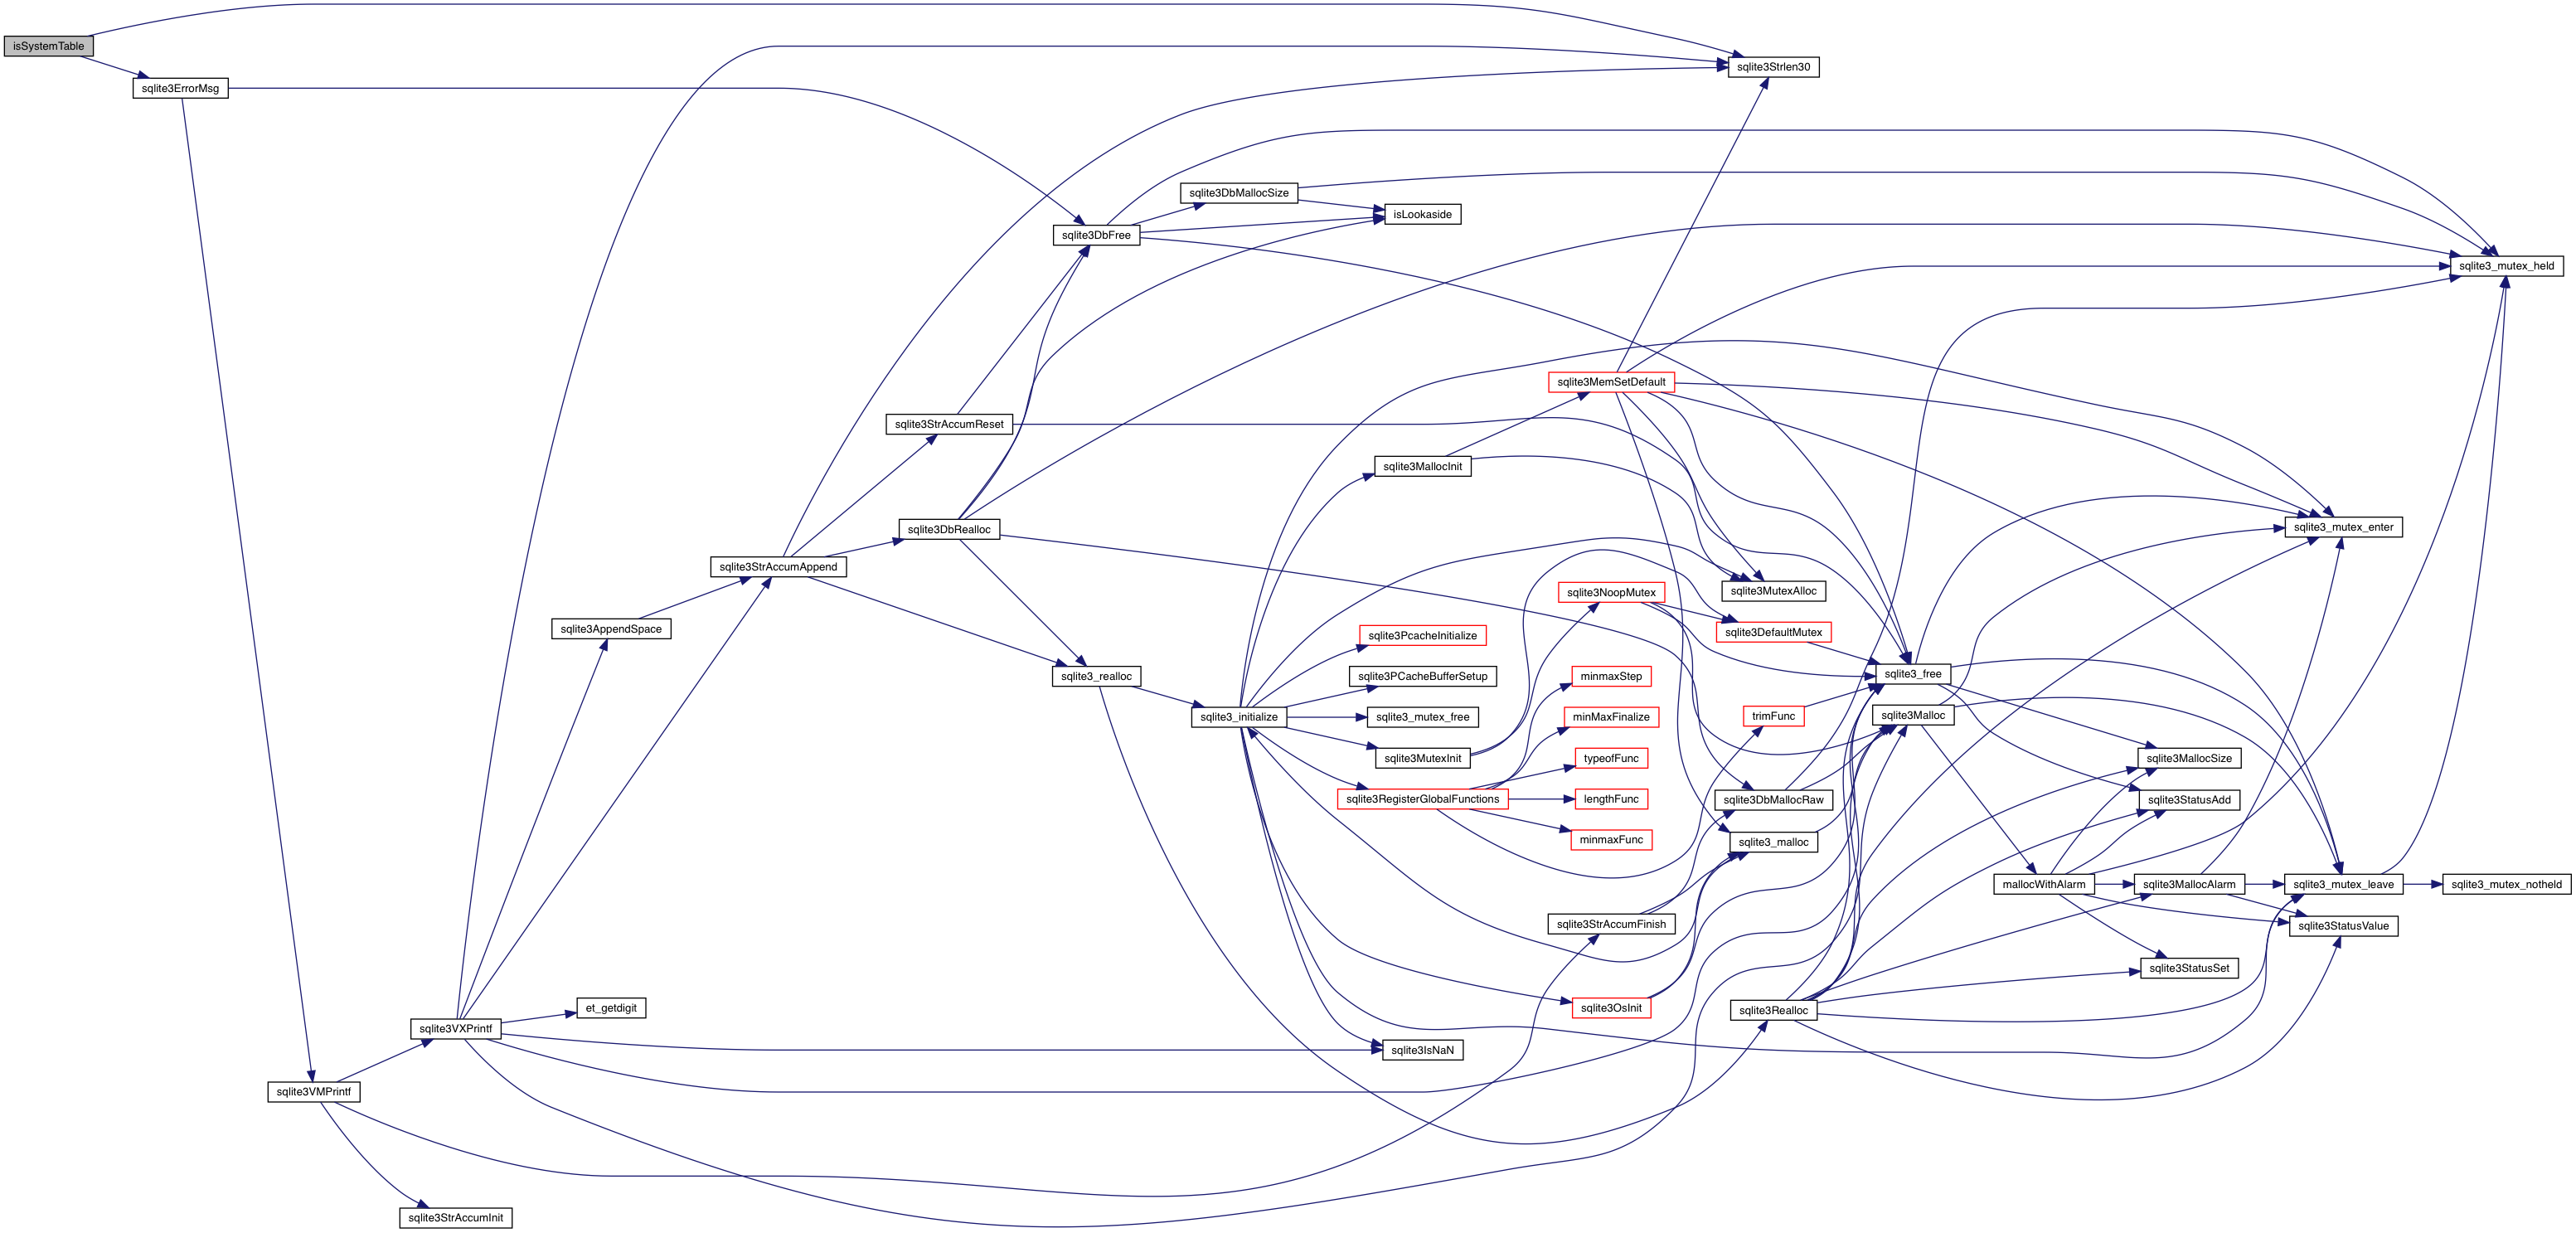 isSystemTable
sqlite3ErrorMsg
sqlite3Strlen30
sqlite3DbMallocSize
isLookaside
sqlite3DbFree
sqlite3_mutex_held
sqlite3MemSetDefault
sqlite3StrAccumReset
sqlite3MallocInit
sqlite3DbRealloc
sqlite3_mutex_enter
sqlite3StrAccumAppend
sqlite3NoopMutex
sqlite3MutexAlloc
sqlite3AppendSpace
sqlite3PcacheInitialize
sqlite3DefaultMutex
sqlite3_realloc
sqlite3PCacheBufferSetup
minmaxStep
sqlite3_free
sqlite3_initialize
sqlite3_mutex_free
minMaxFinalize
trimFunc
sqlite3Malloc
sqlite3MutexInit
typeofFunc
sqlite3MallocSize
sqlite3RegisterGlobalFunctions
lengthFunc
sqlite3DbMallocRaw
sqlite3StatusAdd
minmaxFunc
sqlite3_malloc
mallocWithAlarm
sqlite3MallocAlarm
sqlite3_mutex_leave
sqlite3_mutex_notheld
sqlite3StrAccumFinish
sqlite3StatusValue
sqlite3StatusSet
et_getdigit
sqlite3OsInit
sqlite3Realloc
sqlite3VXPrintf
sqlite3IsNaN
sqlite3VMPrintf
sqlite3StrAccumInit